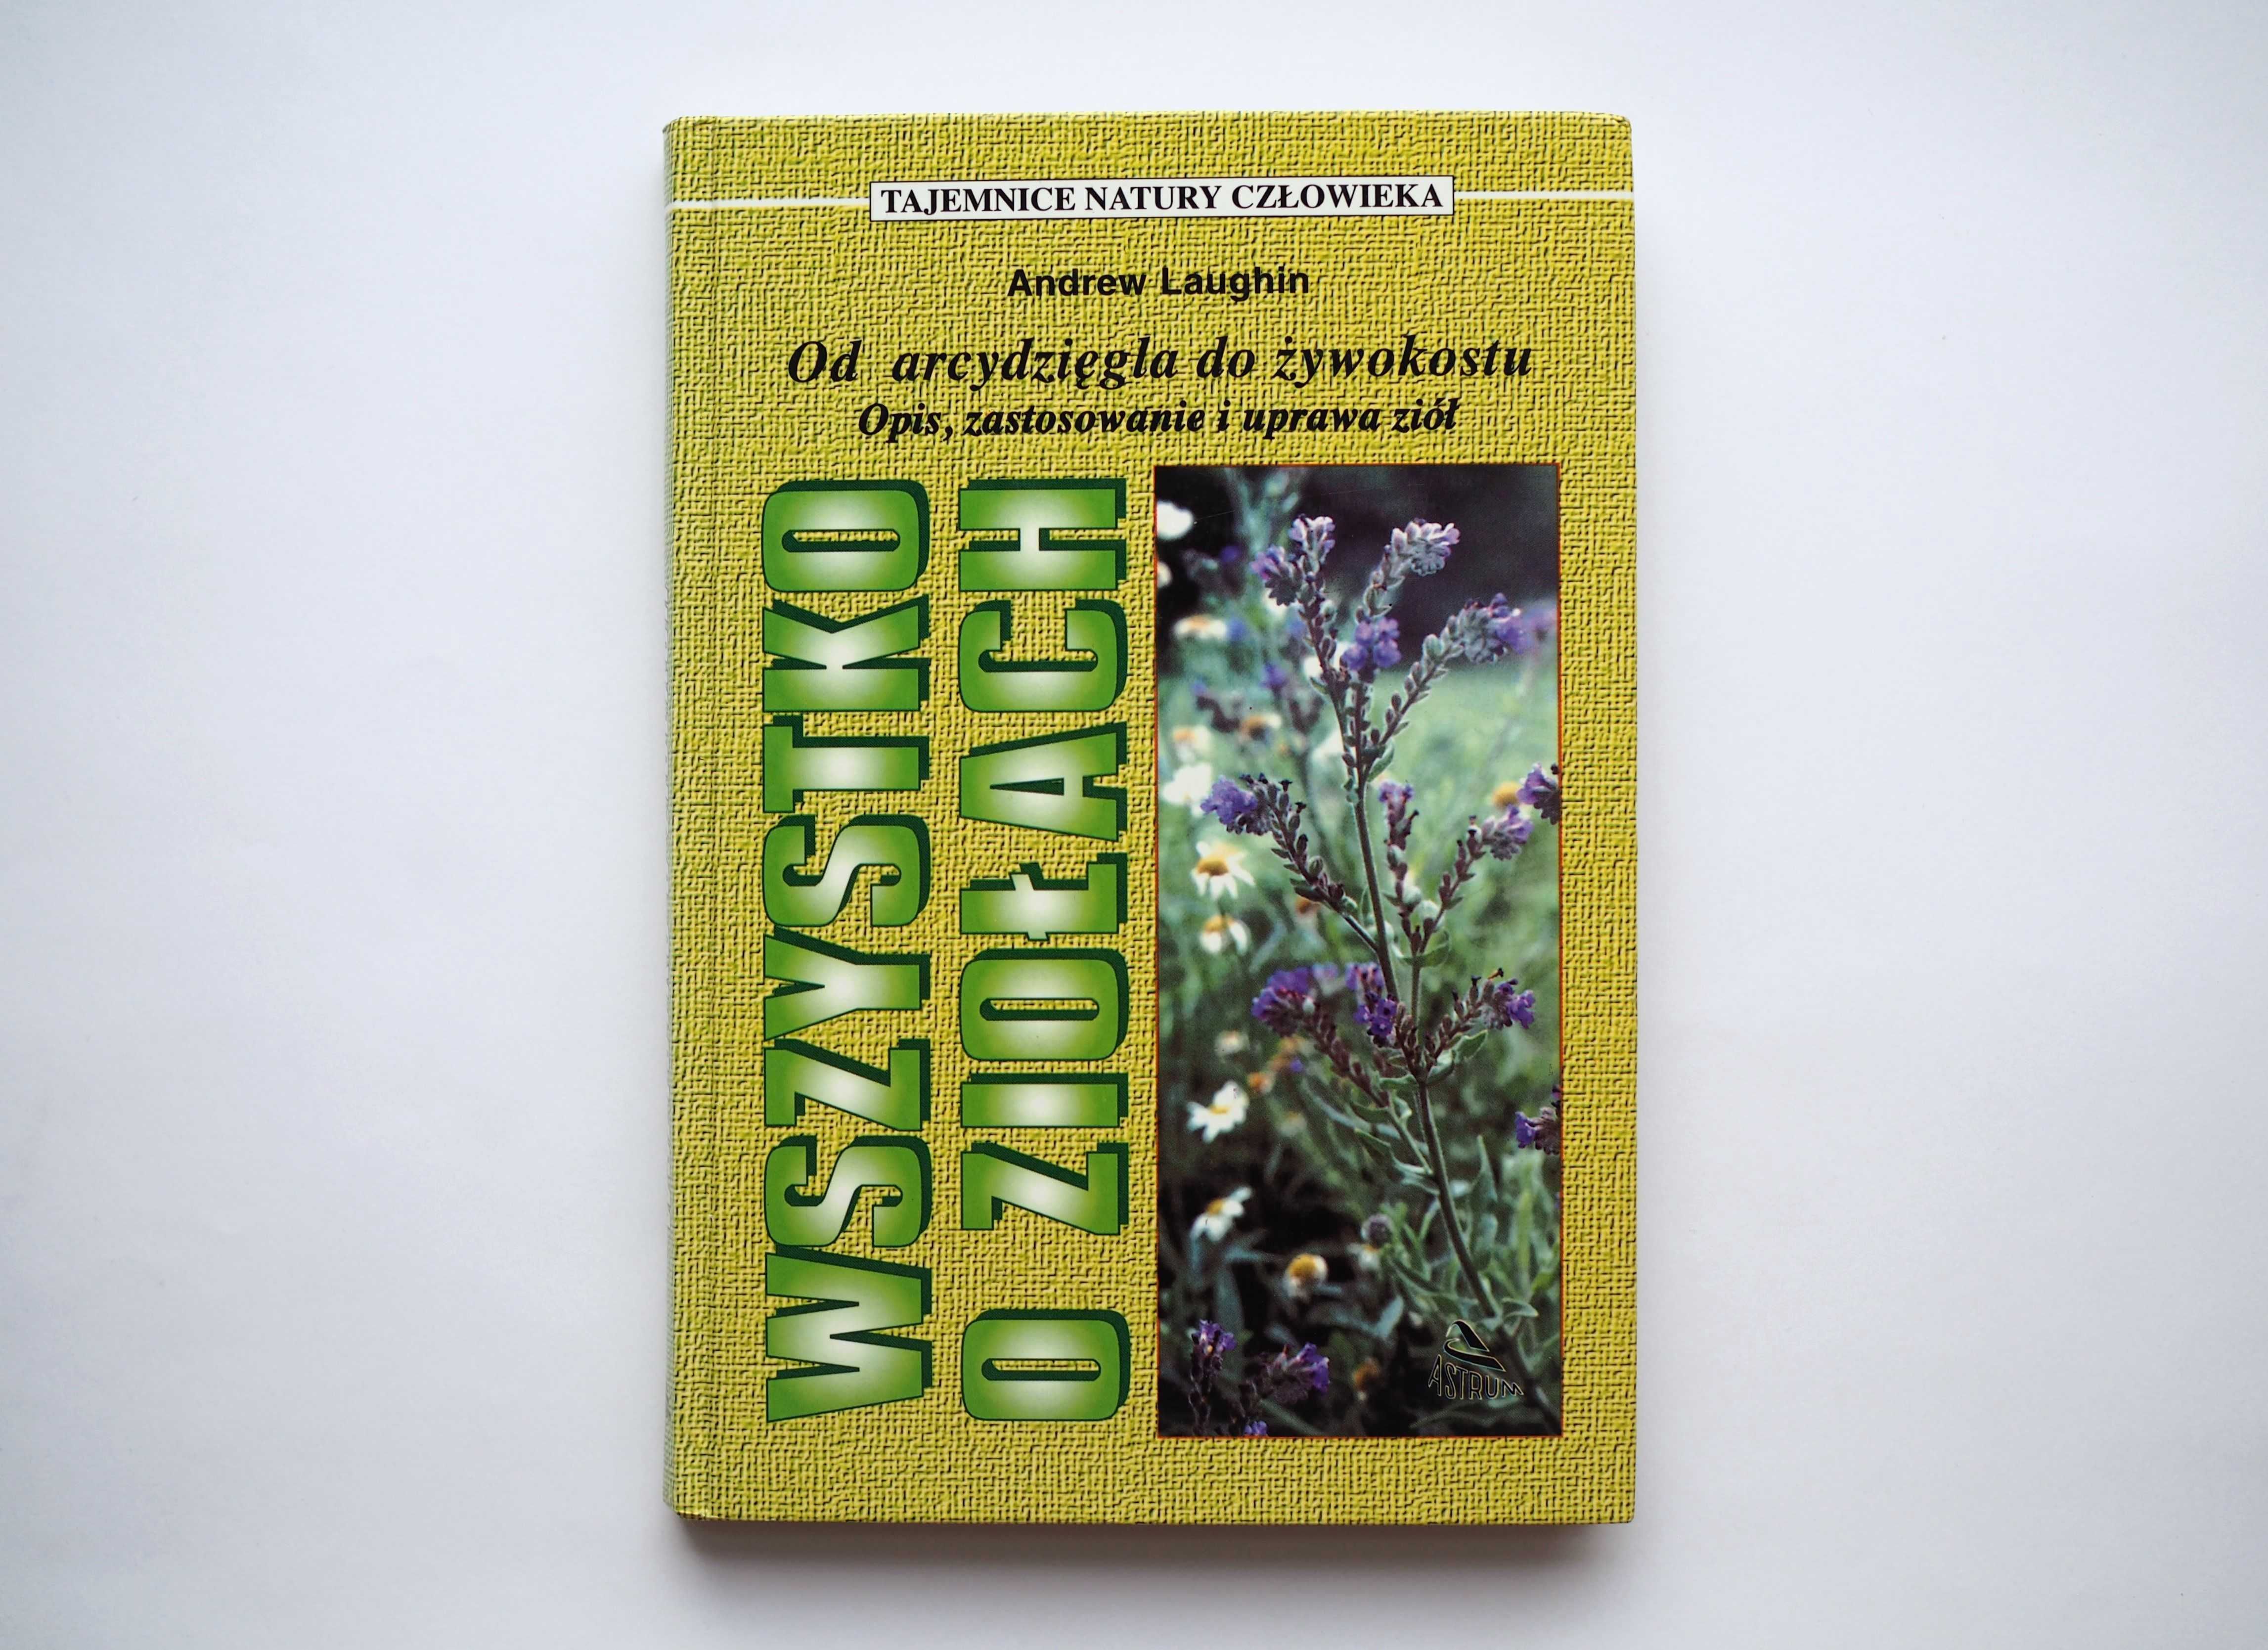 TAJEMNICE NATURY CZŁOWIEKA
Andrew Laughin
Od arcydzięgla do żywokostu
Opis, zastosowanie i uprawa ziół
WSZYSTKO
O ZIOŁACH
ASTRUM